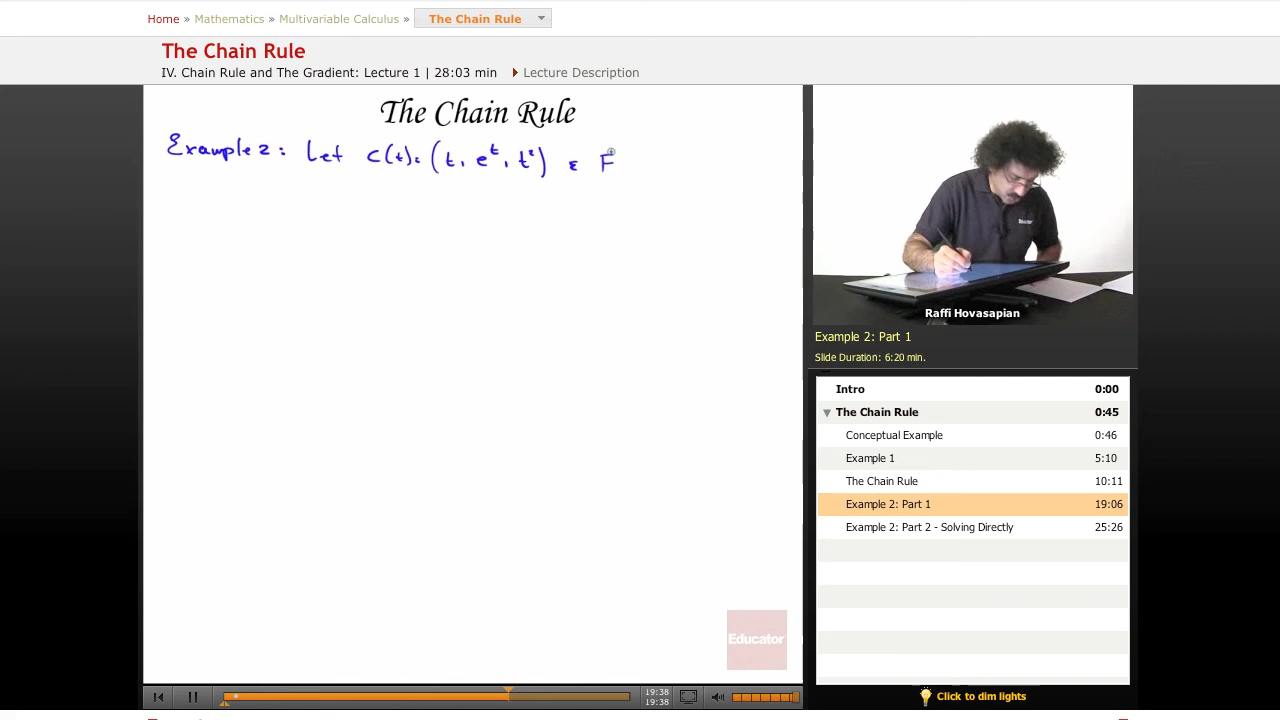 Home » Mathematics » Multivariable Calculus » The Chain Rule
The Chain Rule
IV. Chain Rule and The Gradient: Lecture 1 | 28:03 min Lecture Description
The Chain Rule
Example 2: Let c(t) = (t, e^t, t²) & F
Educator
Raffi Hovasapian
Example 2: Part 1
Slide Duration: 6:20 min.
Intro 0:00
The Chain Rule 0:45
Conceptual Example 0:46
Example 1 5:10
The Chain Rule 10:11
Example 2: Part 1 19:06
Example 2: Part 2 - Solving Directly 25:26
Educator
19:38
19:38
Click to dim lights